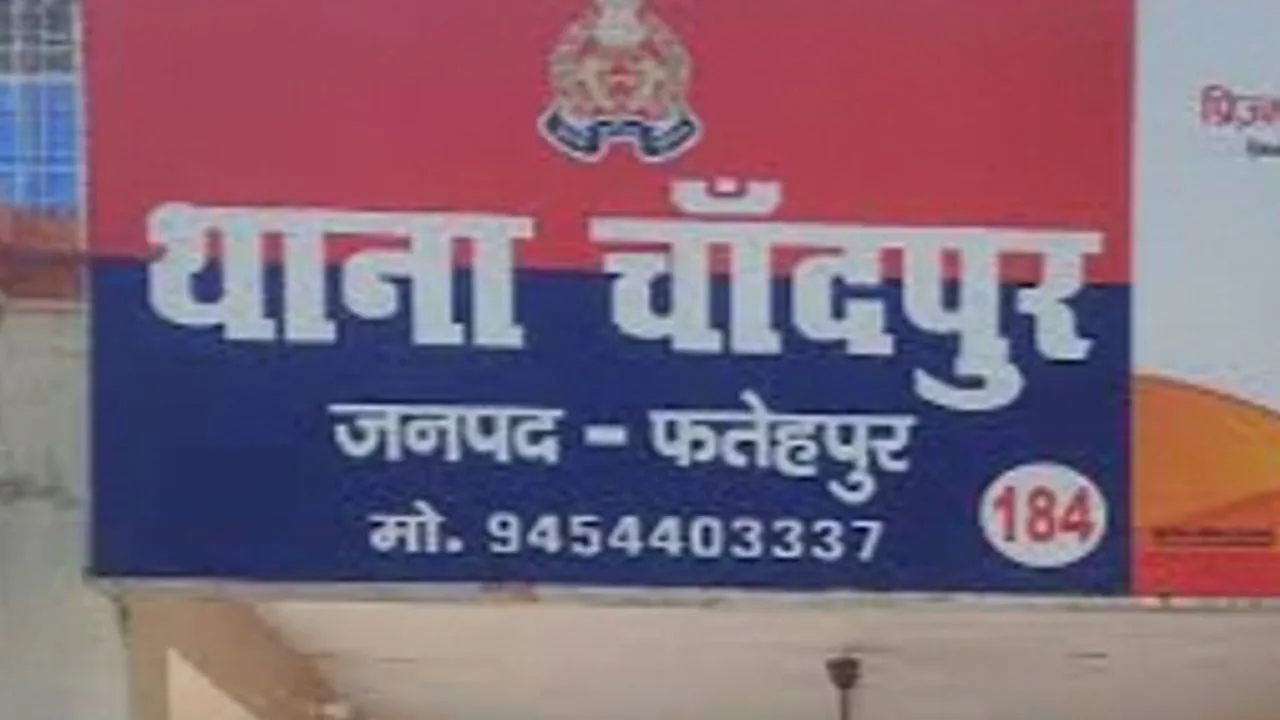 थाना चाँदपुर
जनपद - फतेहपुर
मो. 9454403337
184